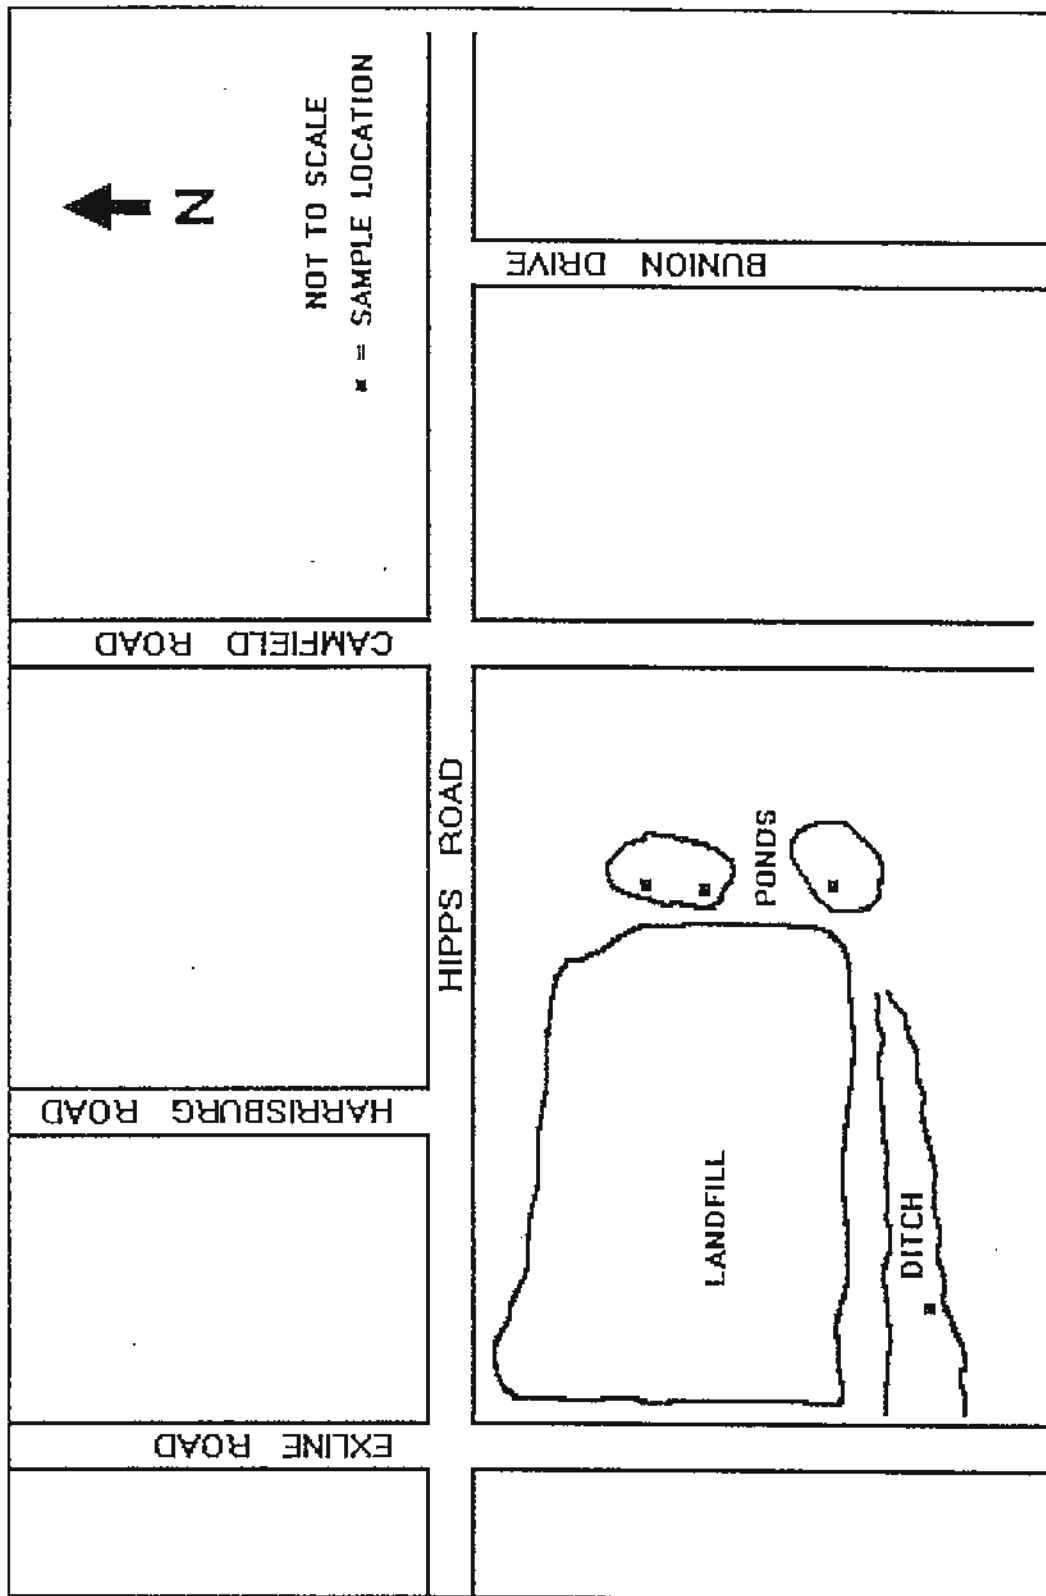 N
NOT TO SCALE
▪ = SAMPLE LOCATION
EXLINE ROAD
HARRISBURG ROAD
CAMFIELD ROAD
HIPPS ROAD
BUNION DRIVE
PONDS
LANDFILL
DITCH